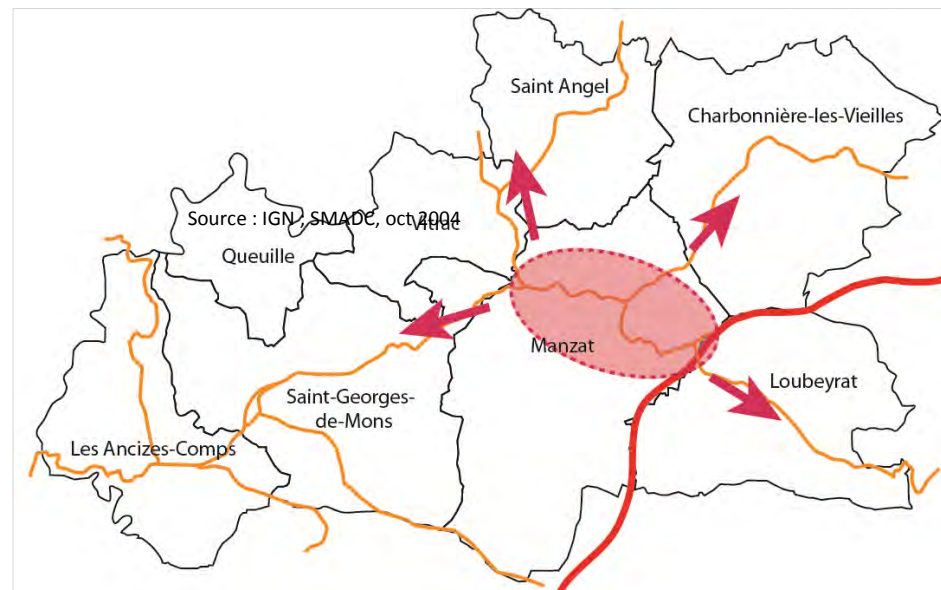 Saint Angel
Charbonnière-les-Vieilles
Source : IGN ; SMADC, oct 2004
Vitrac
Queuille
Manzat
Loubeyrat
Saint-Georges-
de-Mons
Les Ancizes-Comps